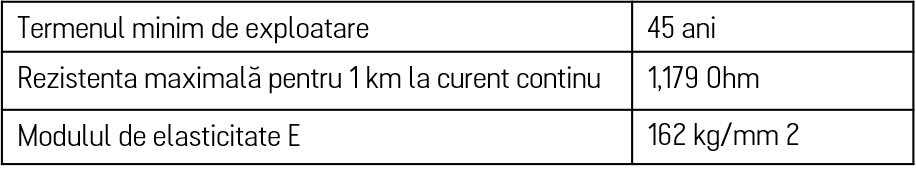 Termenul minim de exploatare 45 ani
Rezistenta maximală pentru 1 km la curent continu 1,179 Ohm
Modulul de elasticitate E 162 kg/mm 2